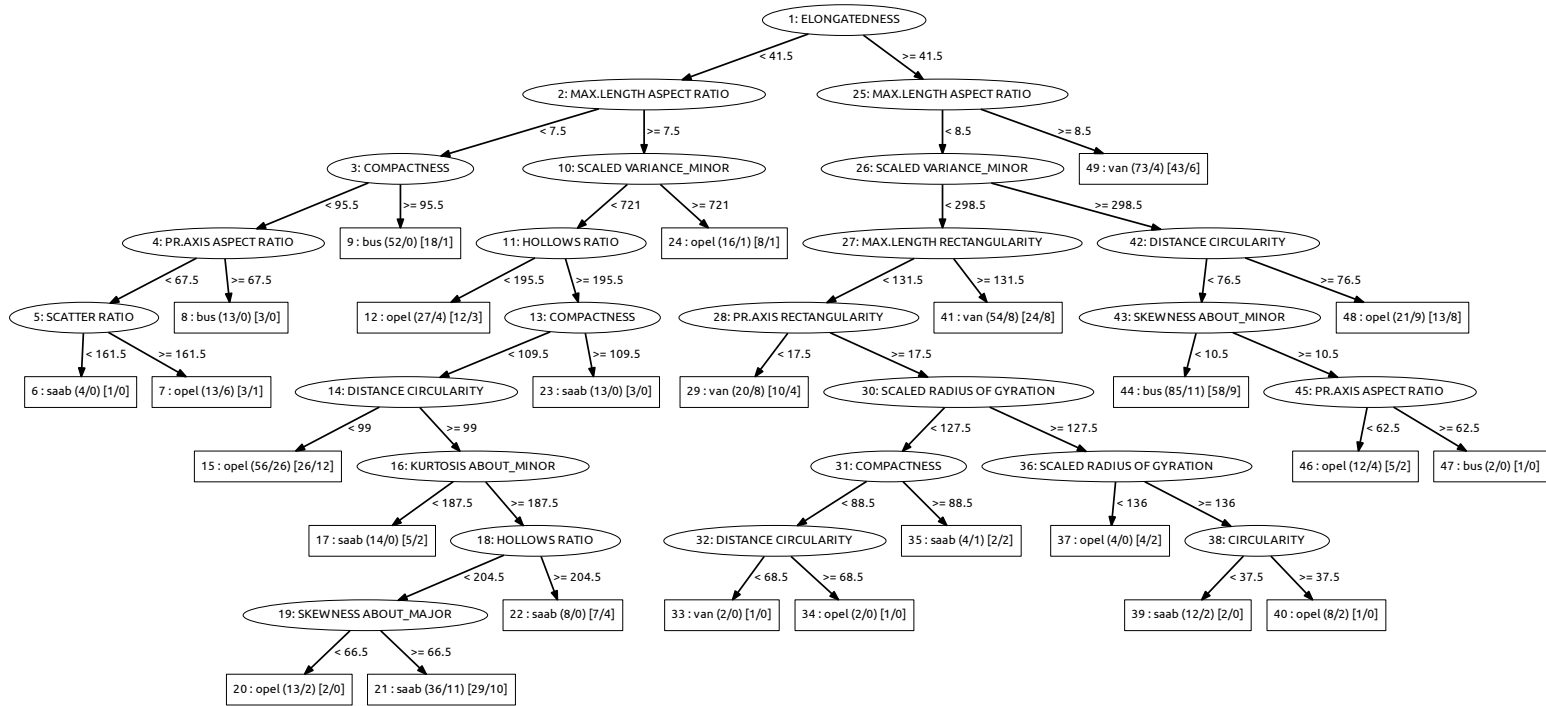 1: ELONGATEDNESS
< 41.5
>= 41.5
2: MAX.LENGTH ASPECT RATIO
25: MAX.LENGTH ASPECT RATIO
< 7.5
>= 7.5
< 8.5
>= 8.5
3: COMPACTNESS
10: SCALED VARIANCE_MINOR
26: SCALED VARIANCE_MINOR
49 : van (73/4) [43/6]
< 95.5
>= 95.5
< 721
>= 721
< 298.5
>= 298.5
4: PR.AXIS ASPECT RATIO
9 : bus (52/0) [18/1]
11: HOLLOWS RATIO
24 : opel (16/1) [8/1]
27: MAX.LENGTH RECTANGULARITY
42: DISTANCE CIRCULARITY
< 67.5
>= 67.5
< 195.5
>= 195.5
< 131.5
>= 131.5
< 76.5
>= 76.5
5: SCATTER RATIO
8 : bus (13/0) [3/0]
12 : opel (27/4) [12/3]
13: COMPACTNESS
28: PR.AXIS RECTANGULARITY
41 : van (54/8) [24/8]
43: SKEWNESS ABOUT_MINOR
48 : opel (21/9) [13/8]
< 161.5
>= 161.5
< 109.5
>= 109.5
< 17.5
>= 17.5
< 10.5
>= 10.5
6 : saab (4/0) [1/0]
7 : opel (13/6) [3/1]
14: DISTANCE CIRCULARITY
23 : saab (13/0) [3/0]
29 : van (20/8) [10/4]
30: SCALED RADIUS OF GYRATION
44 : bus (85/11) [58/9]
45: PR.AXIS ASPECT RATIO
< 99
>= 99
< 127.5
>= 127.5
< 62.5
>= 62.5
15 : opel (56/26) [26/12]
16: KURTOSIS ABOUT_MINOR
31: COMPACTNESS
36: SCALED RADIUS OF GYRATION
46 : opel (12/4) [5/2]
47 : bus (2/0) [1/0]
< 187.5
>= 187.5
< 88.5
>= 88.5
< 136
>= 136
17 : saab (14/0) [5/2]
18: HOLLOWS RATIO
32: DISTANCE CIRCULARITY
35 : saab (4/1) [2/2]
37 : opel (4/0) [4/2]
38: CIRCULARITY
< 204.5
>= 204.5
< 68.5
>= 68.5
< 37.5
>= 37.5
19: SKEWNESS ABOUT_MAJOR
22 : saab (8/0) [7/4]
33 : van (2/0) [1/0]
34 : opel (2/0) [1/0]
39 : saab (12/2) [2/0]
40 : opel (8/2) [1/0]
< 66.5
>= 66.5
20 : opel (13/2) [2/0]
21 : saab (36/11) [29/10]